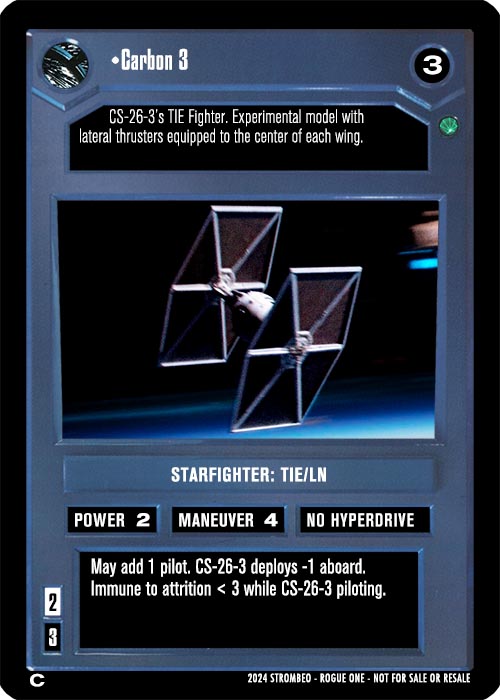 •Carbon 3
3
CS-26-3's TIE Fighter. Experimental model with
lateral thrusters equipped to the center of each wing.
STARFIGHTER: TIE/LN
POWER 2 MANEUVER 4 NO HYPERDRIVE
May add 1 pilot. CS-26-3 deploys -1 aboard.
Immune to attrition < 3 while CS-26-3 piloting.
2
3
C
2024 STROMBEO - ROGUE ONE - NOT FOR SALE OR RESALE